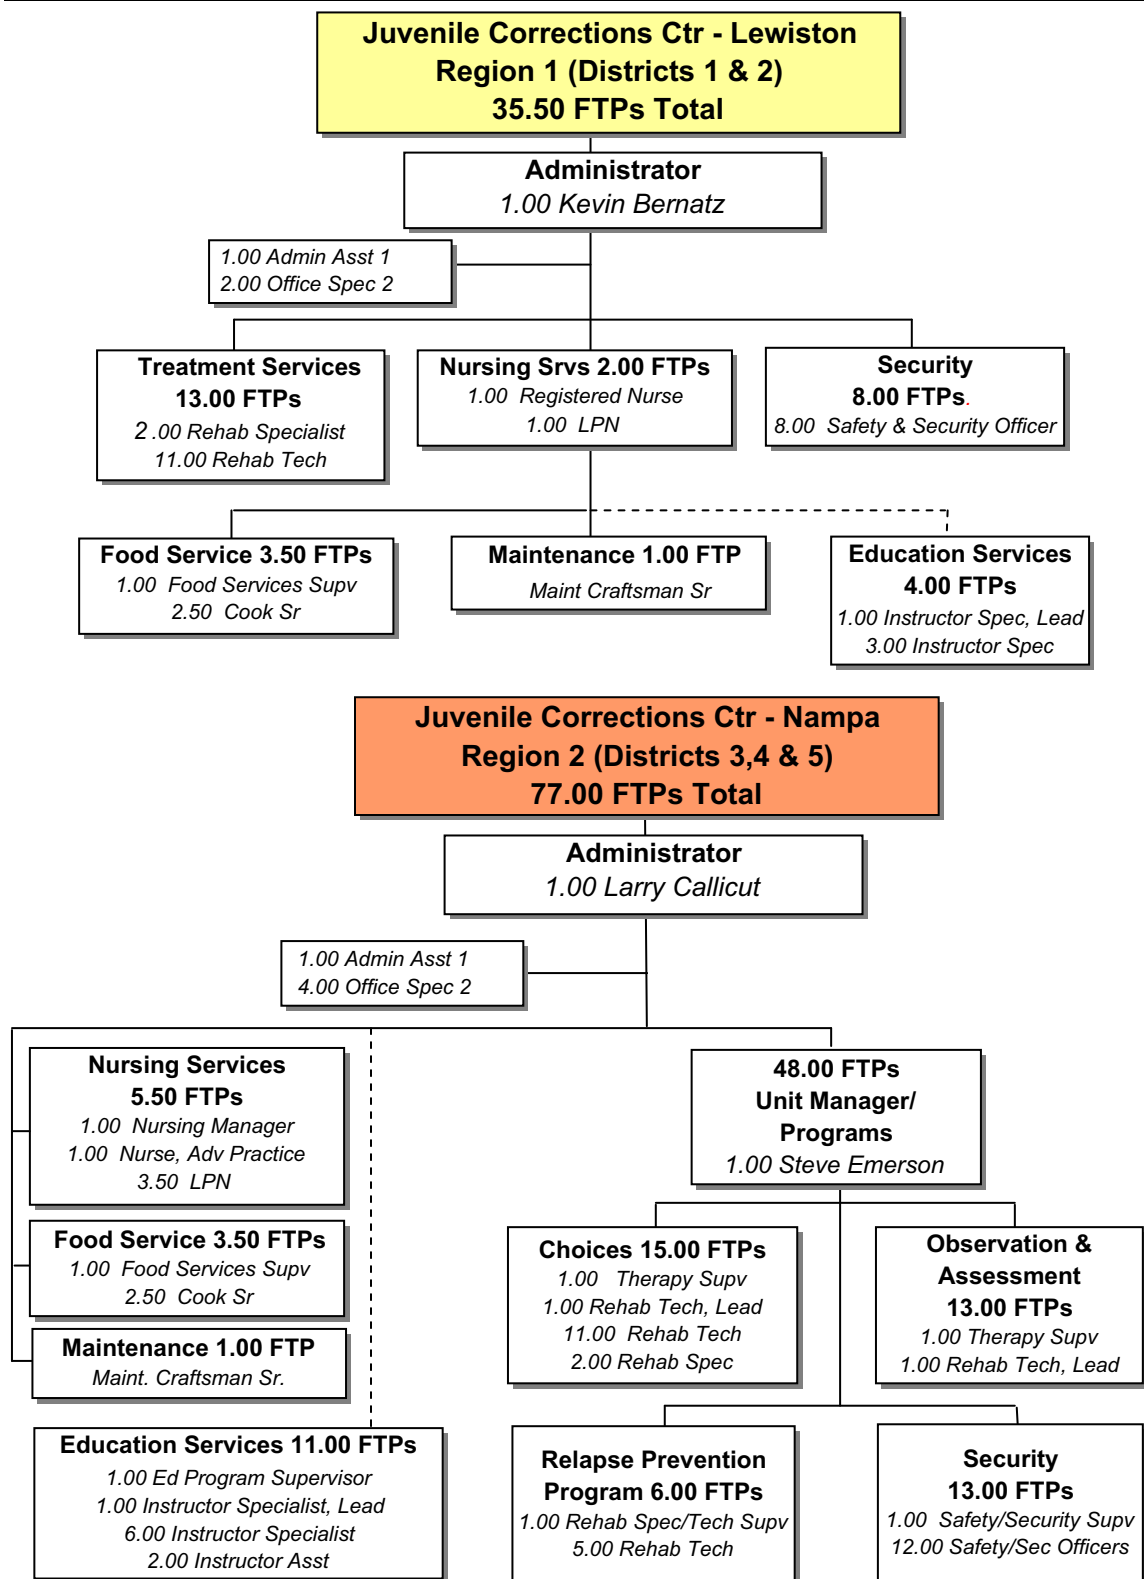 Juvenile Corrections Ctr - Lewiston
Region 1 (Districts 1 & 2)
35.50 FTPs Total
Administrator
1.00 Kevin Bernatz
1.00 Admin Asst 1
2.00 Office Spec 2
Treatment Services
13.00 FTPs
2 .00 Rehab Specialist
11.00 Rehab Tech
Nursing Srvs 2.00 FTPs
1.00 Registered Nurse
1.00 LPN
Security
8.00 FTPs.
8.00 Safety & Security Officer
Food Service 3.50 FTPs
1.00 Food Services Supv
2.50 Cook Sr
Maintenance 1.00 FTP
Maint Craftsman Sr
Education Services
4.00 FTPs
1.00 Instructor Spec, Lead
3.00 Instructor Spec
Juvenile Corrections Ctr - Nampa
Region 2 (Districts 3,4 & 5)
77.00 FTPs Total
Administrator
1.00 Larry Callicut
1.00 Admin Asst 1
4.00 Office Spec 2
Nursing Services
5.50 FTPs
1.00 Nursing Manager
1.00 Nurse, Adv Practice
3.50 LPN
Food Service 3.50 FTPs
1.00 Food Services Supv
2.50 Cook Sr
Maintenance 1.00 FTP
Maint. Craftsman Sr.
Education Services 11.00 FTPs
1.00 Ed Program Supervisor
1.00 Instructor Specialist, Lead
6.00 Instructor Specialist
2.00 Instructor Asst
48.00 FTPs
Unit Manager/
Programs
1.00 Steve Emerson
Choices 15.00 FTPs
1.00 Therapy Supv
1.00 Rehab Tech, Lead
11.00 Rehab Tech
2.00 Rehab Spec
Observation &
Assessment
13.00 FTPs
1.00 Therapy Supv
1.00 Rehab Tech, Lead
Relapse Prevention
Program 6.00 FTPs
1.00 Rehab Spec/Tech Supv
5.00 Rehab Tech
Security
13.00 FTPs
1.00 Safety/Security Supv
12.00 Safety/Sec Officers